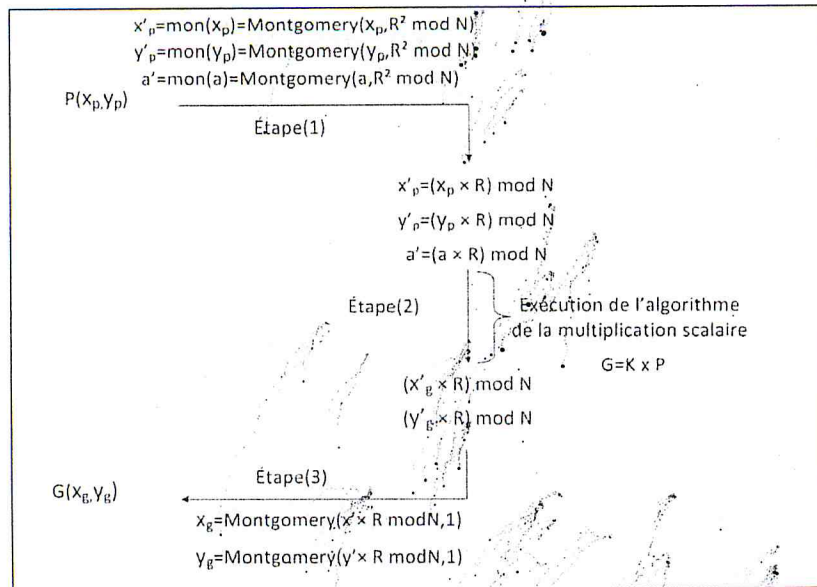 x'ₚ=mon(xₚ)=Montgomery(xₚ,R² mod N)
y'ₚ=mon(yₚ)=Montgomery(yₚ,R² mod N)
a'=mon(a)=Montgomery(a,R² mod N)
P(xₚ,yₚ)
Étape(1)
x'ₚ=(xₚ × R) mod N
y'ₚ=(yₚ × R) mod N
a'=(a × R) mod N
Étape(2)
Exécution de l'algorithme
de la multiplication scalaire
G=K x P
(x'g × R) mod N
(y'g × R) mod N
Étape(3)
G(xg,yg)
xg=Montgomery(x'× R modN,1)
yg=Montgomery(y'× R modN,1)